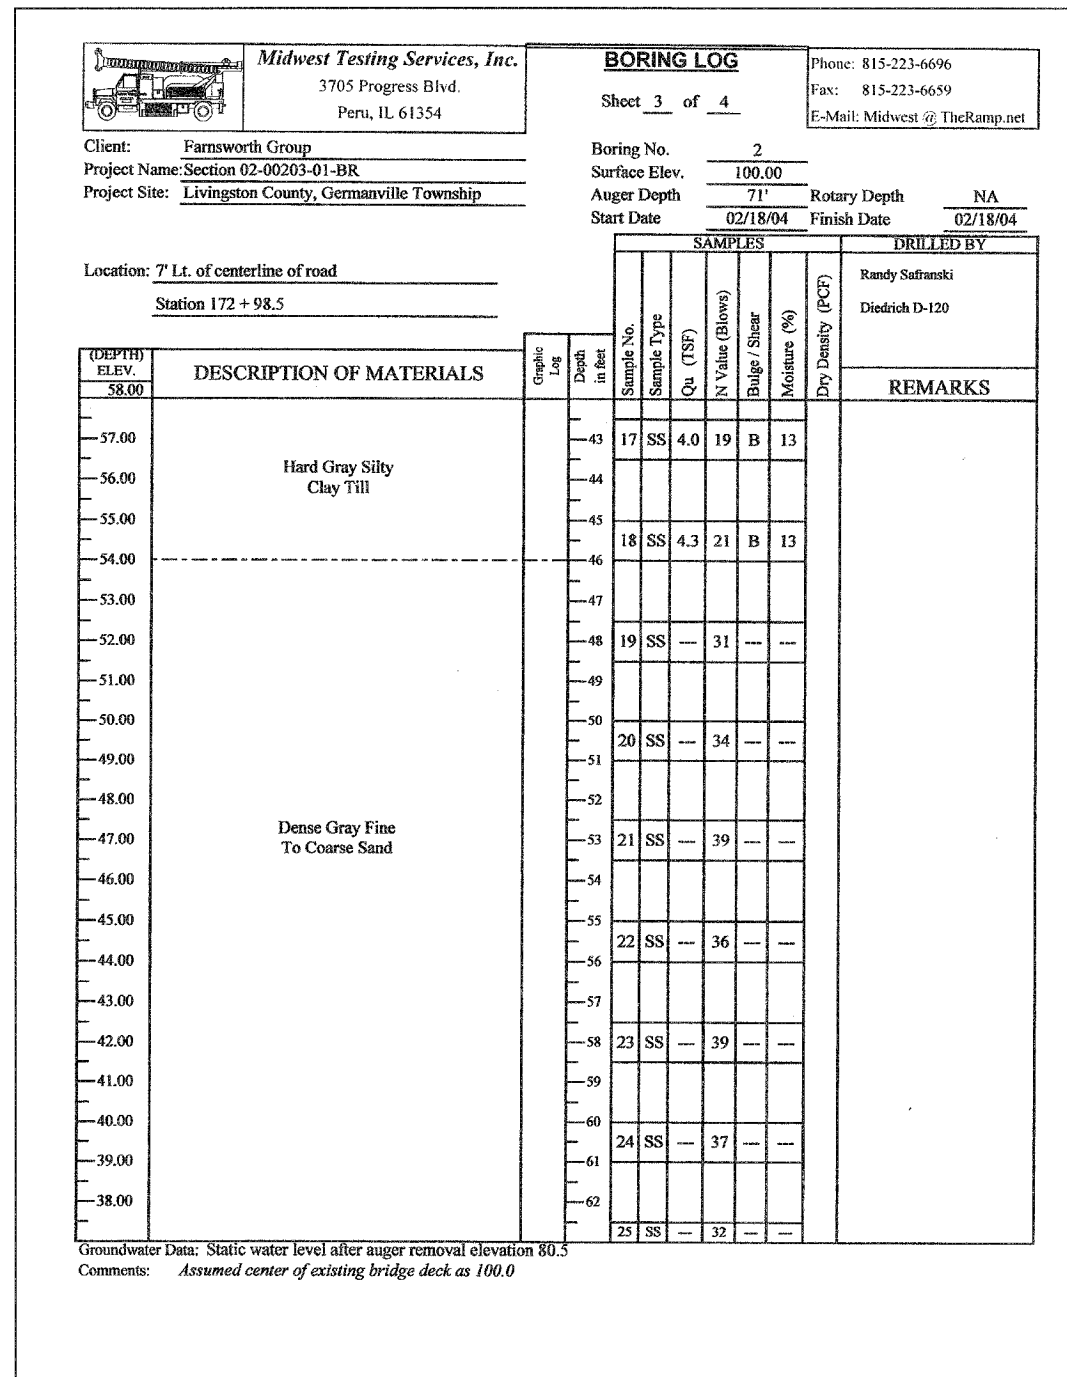 Midwest Testing Services, Inc.
3705 Progress Blvd.
Peru, IL 61354
BORING LOG
Sheet 3 of 4
Phone: 815-223-6696
Fax: 815-223-6659
E-Mail: Midwest @ TheRamp.net
Client: Farnsworth Group
Project Name: Section 02-00203-01-BR
Project Site: Livingston County, Germanville Township
Boring No. 2
Surface Elev. 100.00
Auger Depth 71' Rotary Depth NA
Start Date 02/18/04 Finish Date 02/18/04
Location: 7' Lt. of centerline of road
Station 172 + 98.5
SAMPLES DRILLED BY
Randy Safranski
Diedrich D-120
(DEPTH) ELEV. 58.00
DESCRIPTION OF MATERIALS
Graphic Log
Depth in feet
Sample No.
Sample Type
Qu (TSF)
N Value (Blows)
Bulge / Shear
Moisture (%)
Dry Density (PCF)
REMARKS
57.00 43 17 SS 4.0 19 B 13
Hard Gray Silty
56.00 44
Clay Till
55.00 45
18 SS 4.3 21 B 13
54.00 46
53.00 47
52.00 48 19 SS --- 31 --- ---
51.00 49
50.00 50
20 SS --- 34 --- ---
49.00 51
48.00 52
Dense Gray Fine
47.00 53 21 SS --- 39 --- ---
To Coarse Sand
46.00 54
45.00 55
22 SS --- 36 --- ---
44.00 56
43.00 57
42.00 58 23 SS --- 39 --- ---
41.00 59
40.00 60
24 SS --- 37 --- ---
39.00 61
38.00 62
25 SS --- 32 --- ---
Groundwater Data: Static water level after auger removal elevation 80.5
Comments: Assumed center of existing bridge deck as 100.0